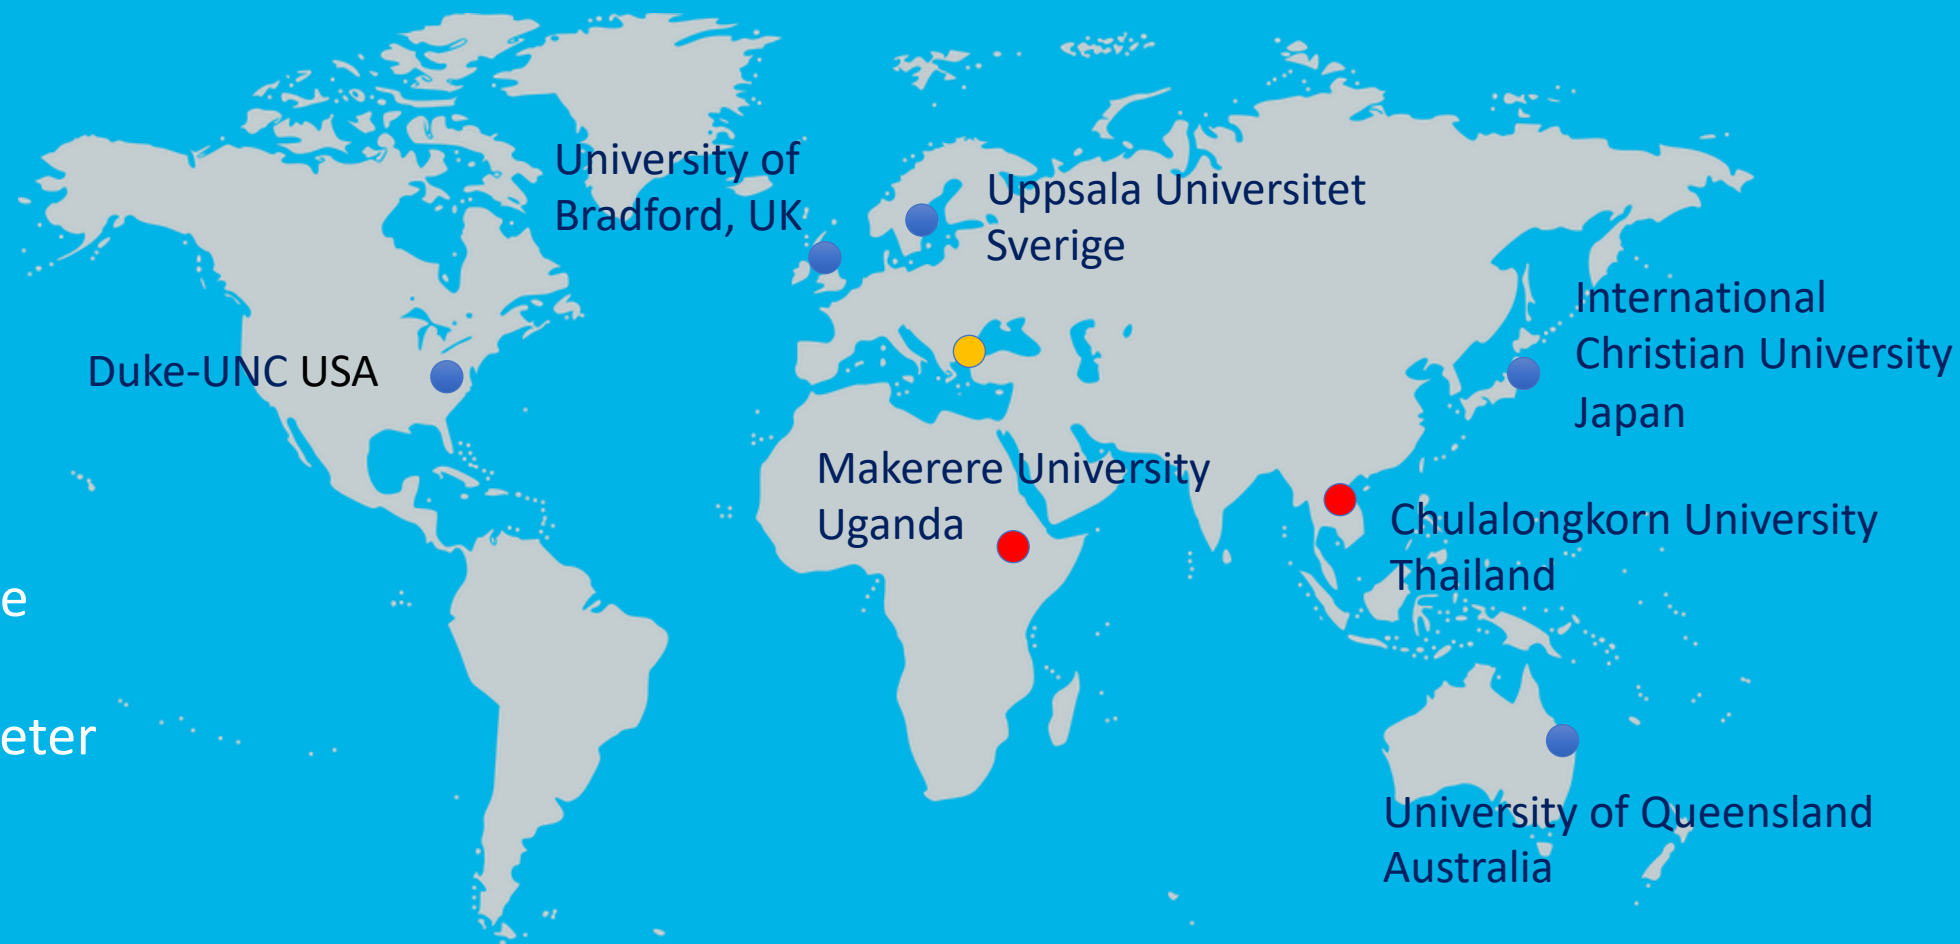 University of
Bradford, UK
Uppsala Universitet
Sverige
International
Christian University
Japan
Duke-UNC USA
Makerere University
Uganda
Chulalongkorn University
Thailand
e
eter
University of Queensland
Australia